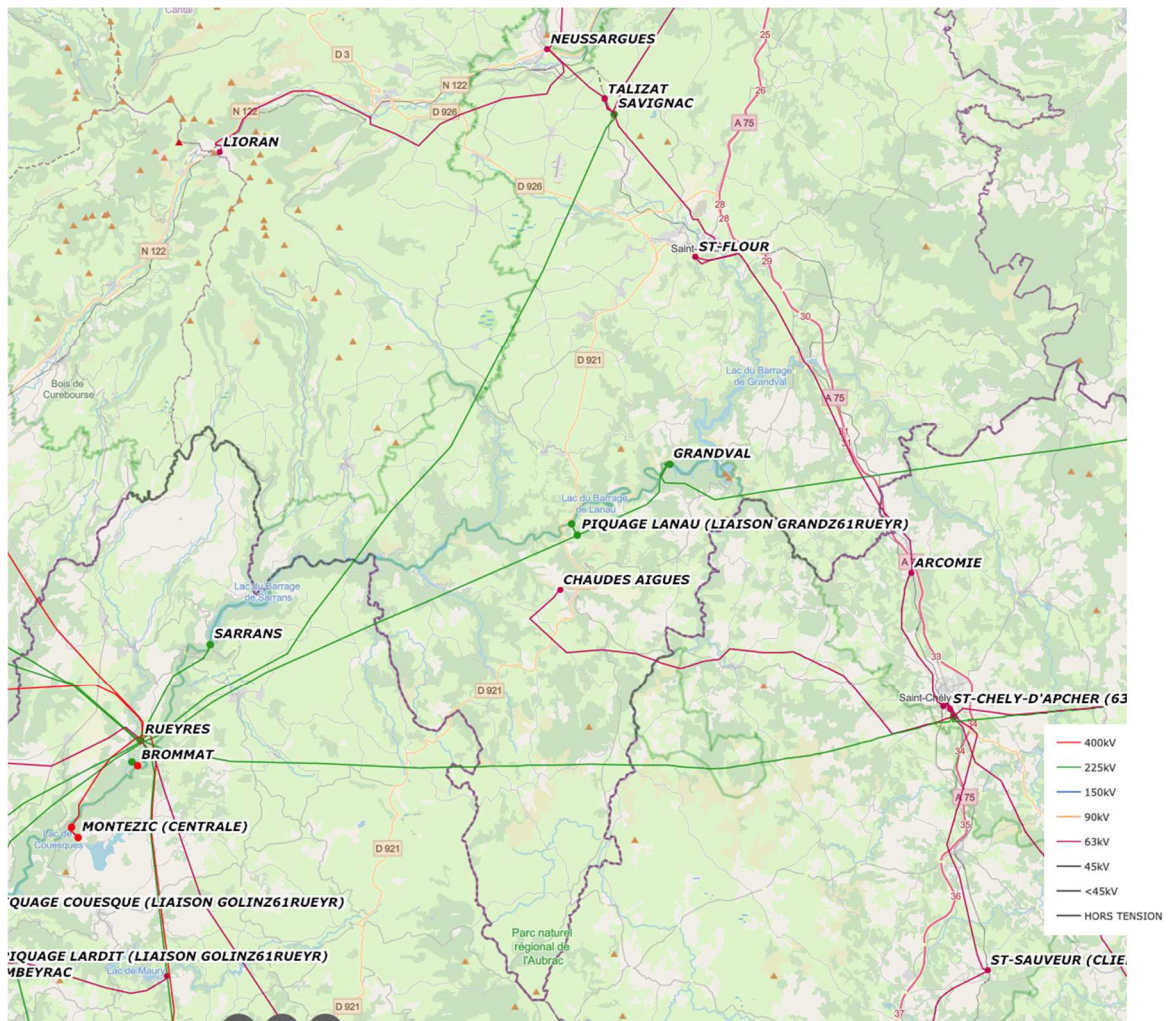 Cantal
25
NEUSSARGUES
D 3
N 122
26
TALIZAT
SAVIGNAC
N 122
D 926
A 75
LIORAN
D 926
28
28
Saint-
ST-FLOUR
N 122
29
30
D 921
Lac du Barrage
de Grandval
Bois de
Curebourse
A 75
31
31
GRANDVAL
Lac du Barrage
de Lanau
PIQUAGE LANAU (LIAISON GRANDZ61RUEYR)
A
ARCOMIE
CHAUDES AIGUES
Lac du Barrage
de Sarrans
SARRANS
33
D 921
Saint-Chély
ST-CHELY-D'APCHER (63
34
RUEYRES
BROMMAT
34
400kV
225kV
150kV
90kV
63kV
45kV
<45kV
HORS TENSION
A 75
35
MONTEZIC (CENTRALE)
Lac de
Couesques
D 921
36
QUAGE COUESQUE (LIAISON GOLINZ61RUEYR)
Parc naturel
régional de
l'Aubrac
PIQUAGE LARDIT (LIAISON GOLINZ61RUEYR)
MBEYRAC
Lac de Maury
ST-SAUVEUR (CLIE
D 921
37